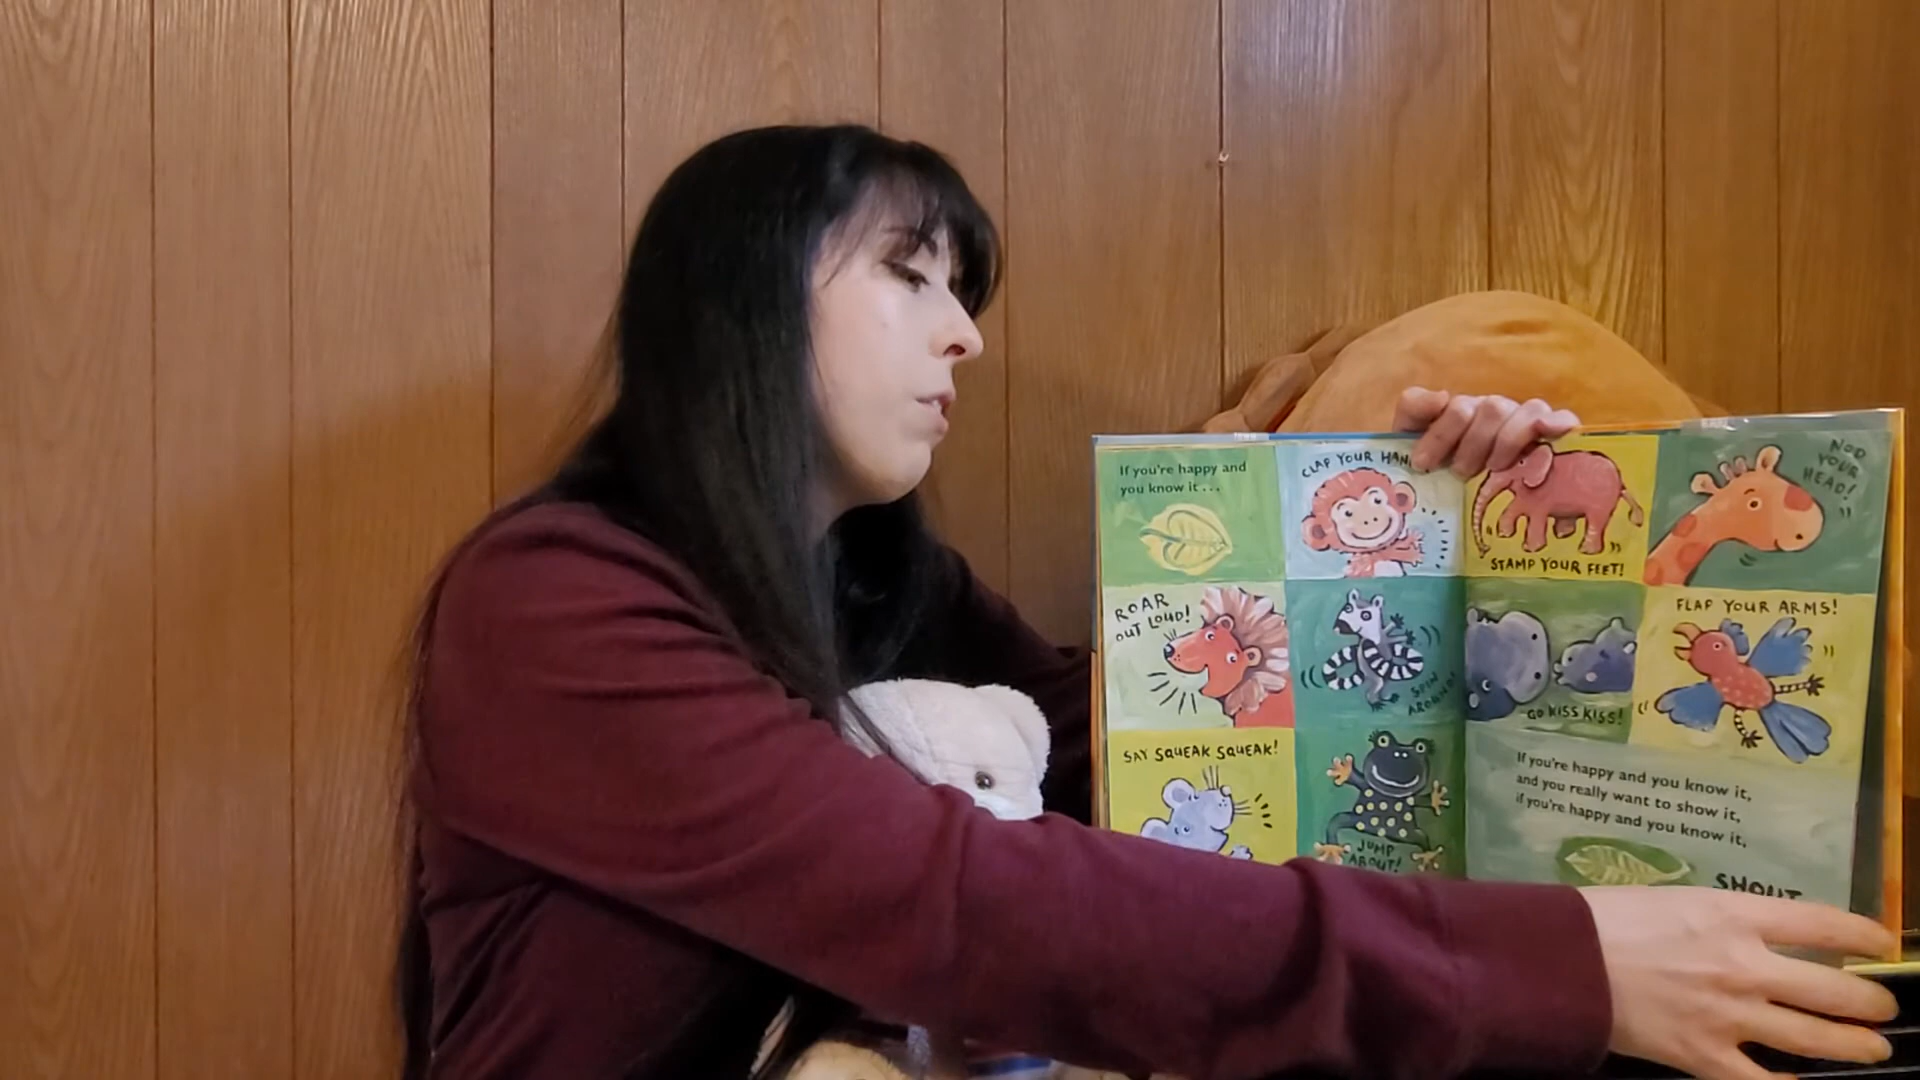 If you're happy and
you know it . . .
CLAP YOUR
STAMP YOUR FEET!
NOD
YOUR
HEAD!
ROAR
OUT LOUD!
SPIN
AROUND!
GO KISS KISS!
FLAP YOUR ARMS!
SAY SQUEAK SQUEAK!
JUMP
ABOUT!
If you're happy and you know it,
and you really want to show it,
if you're happy and you know it,
SHOUT